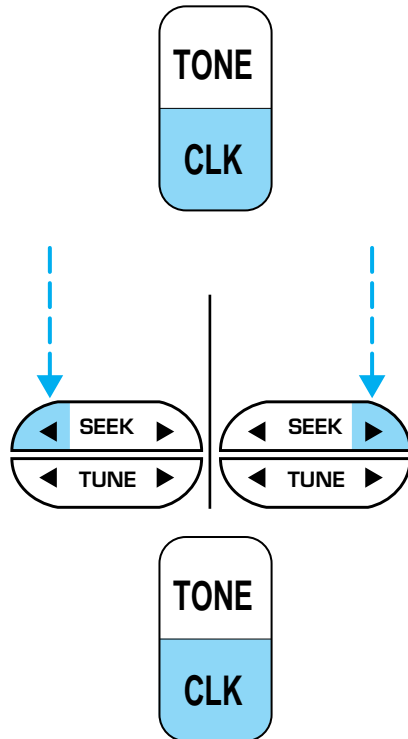 TONE
CLK
◀ SEEK ▶ ◀ SEEK ▶
◀ TUNE ▶ ◀ TUNE ▶
TONE
CLK